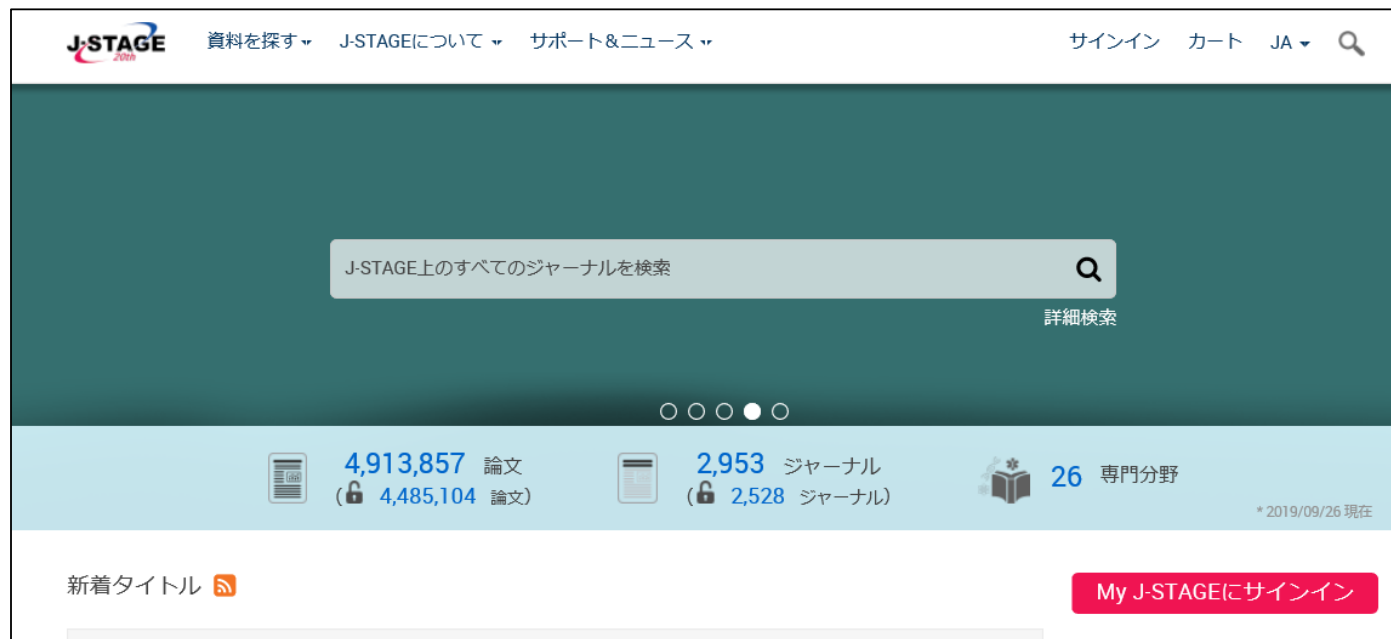 J-STAGE 資料を探す J-STAGEについて サポート&ニュース サインイン カート JA
20th
J-STAGE上のすべてのジャーナルを検索
詳細検索
4,913,857 論文 2,953 ジャーナル 26 専門分野
( 4,485,104 論文) ( 2,528 ジャーナル)
* 2019/09/26 現在
新着タイトル My J-STAGEにサインイン